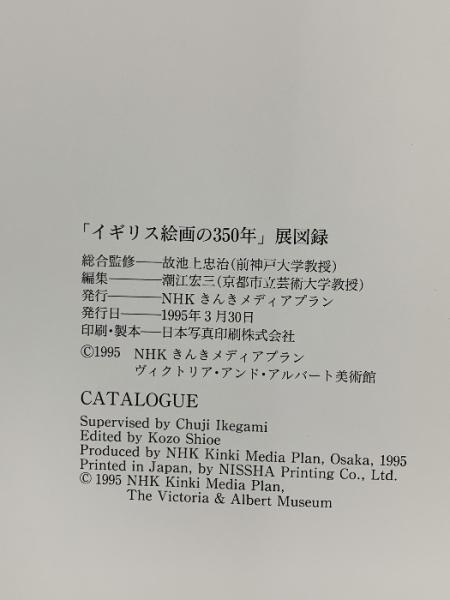 「イギリス絵画の350年」展図録
総合監修──故池上忠治(前神戸大学教授)
編集────潮江宏三(京都市立芸術大学教授)
発行────NHKきんきメディアプラン
発行日───1995年3月30日
印刷・製本─日本写真印刷株式会社
©1995 NHKきんきメディアプラン
ヴィクトリア・アンド・アルバート美術館
CATALOGUE
Supervised by Chuji Ikegami
Edited by Kozo Shioe
Produced by NHK Kinki Media Plan, Osaka, 1995
Printed in Japan, by NISSHA Printing Co., Ltd.
© 1995 NHK Kinki Media Plan,
The Victoria & Albert Museum